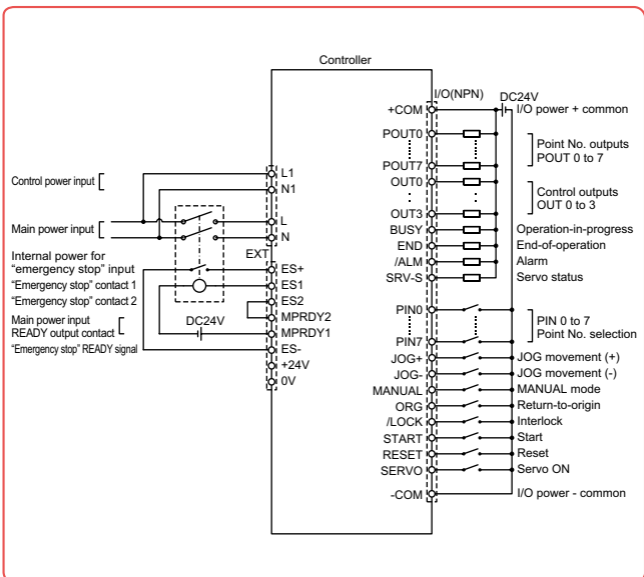 Controller
I/O(NPN)
DC24V
+COM
I/O power + common
POUT0
POUT7
Point No. outputs
POUT 0 to 7
OUT0
OUT3
Control outputs
OUT 0 to 3
BUSY
Operation-in-progress
END
End-of-operation
/ALM
Alarm
SRV-S
Servo status
PIN0
PIN7
PIN 0 to 7
Point No. selection
JOG+
JOG movement (+)
JOG-
JOG movement (-)
MANUAL
MANUAL mode
ORG
Return-to-origin
/LOCK
Interlock
START
Start
RESET
Reset
SERVO
Servo ON
-COM
I/O power - common
Control power input
L1
N1
Main power input
L
N
EXT
Internal power for
"emergency stop" input
ES+
"Emergency stop" contact 1
ES1
"Emergency stop" contact 2
ES2
Main power input
READY output contact
DC24V
MPRDY2
MPRDY1
"Emergency stop" READY signal
ES-
+24V
0V